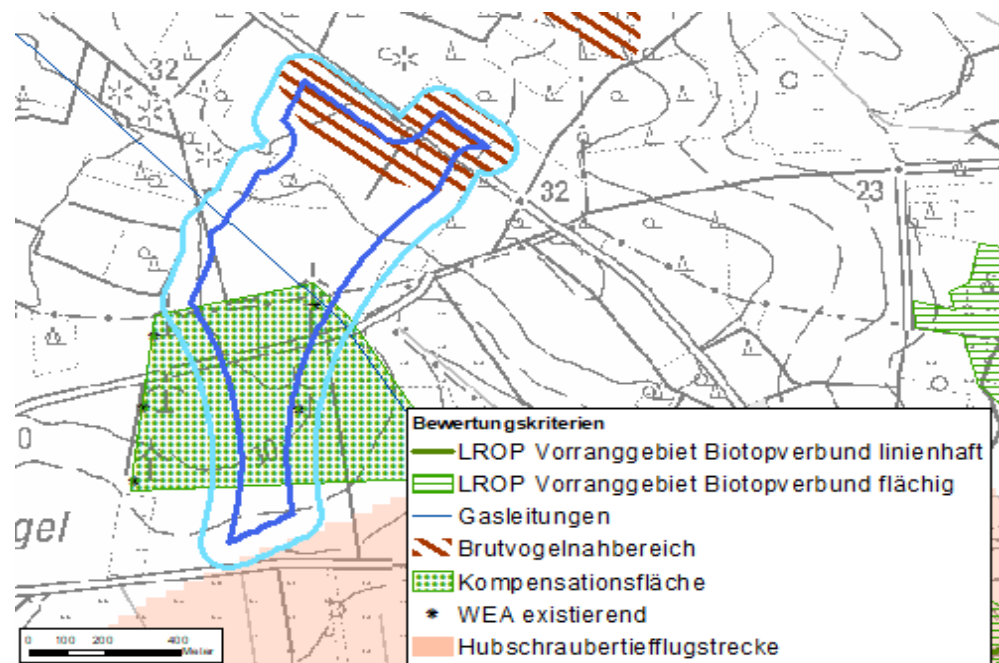 32
32
23
30
0
gel
Bewertungskriterien
LROP Vorranggebiet Biotopverbund linienhaft
LROP Vorranggebiet Biotopverbund flächig
Gasleitungen
Brutvogelnahbereich
Kompensationsfläche
WEA existierend
Hubschraubertiefflugstrecke
0 100 200 400
Meter